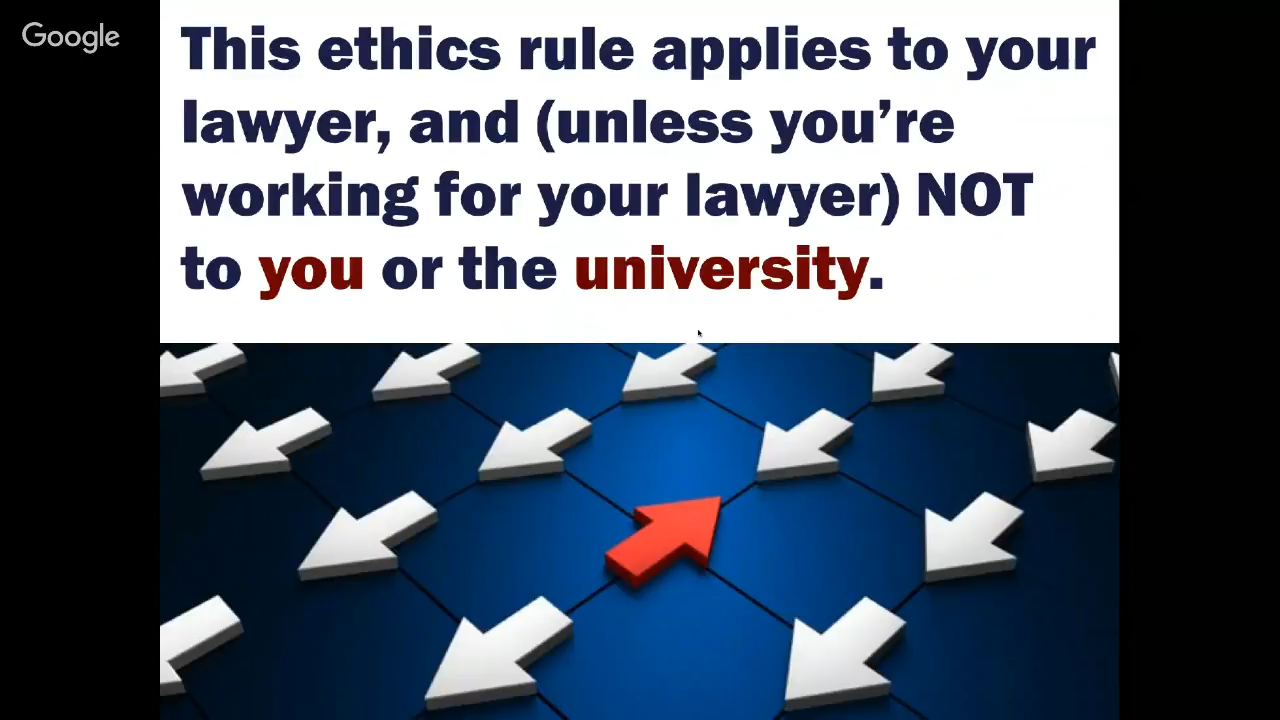 Google
This ethics rule applies to your
lawyer, and (unless you’re
working for your lawyer) NOT
to you or the university.